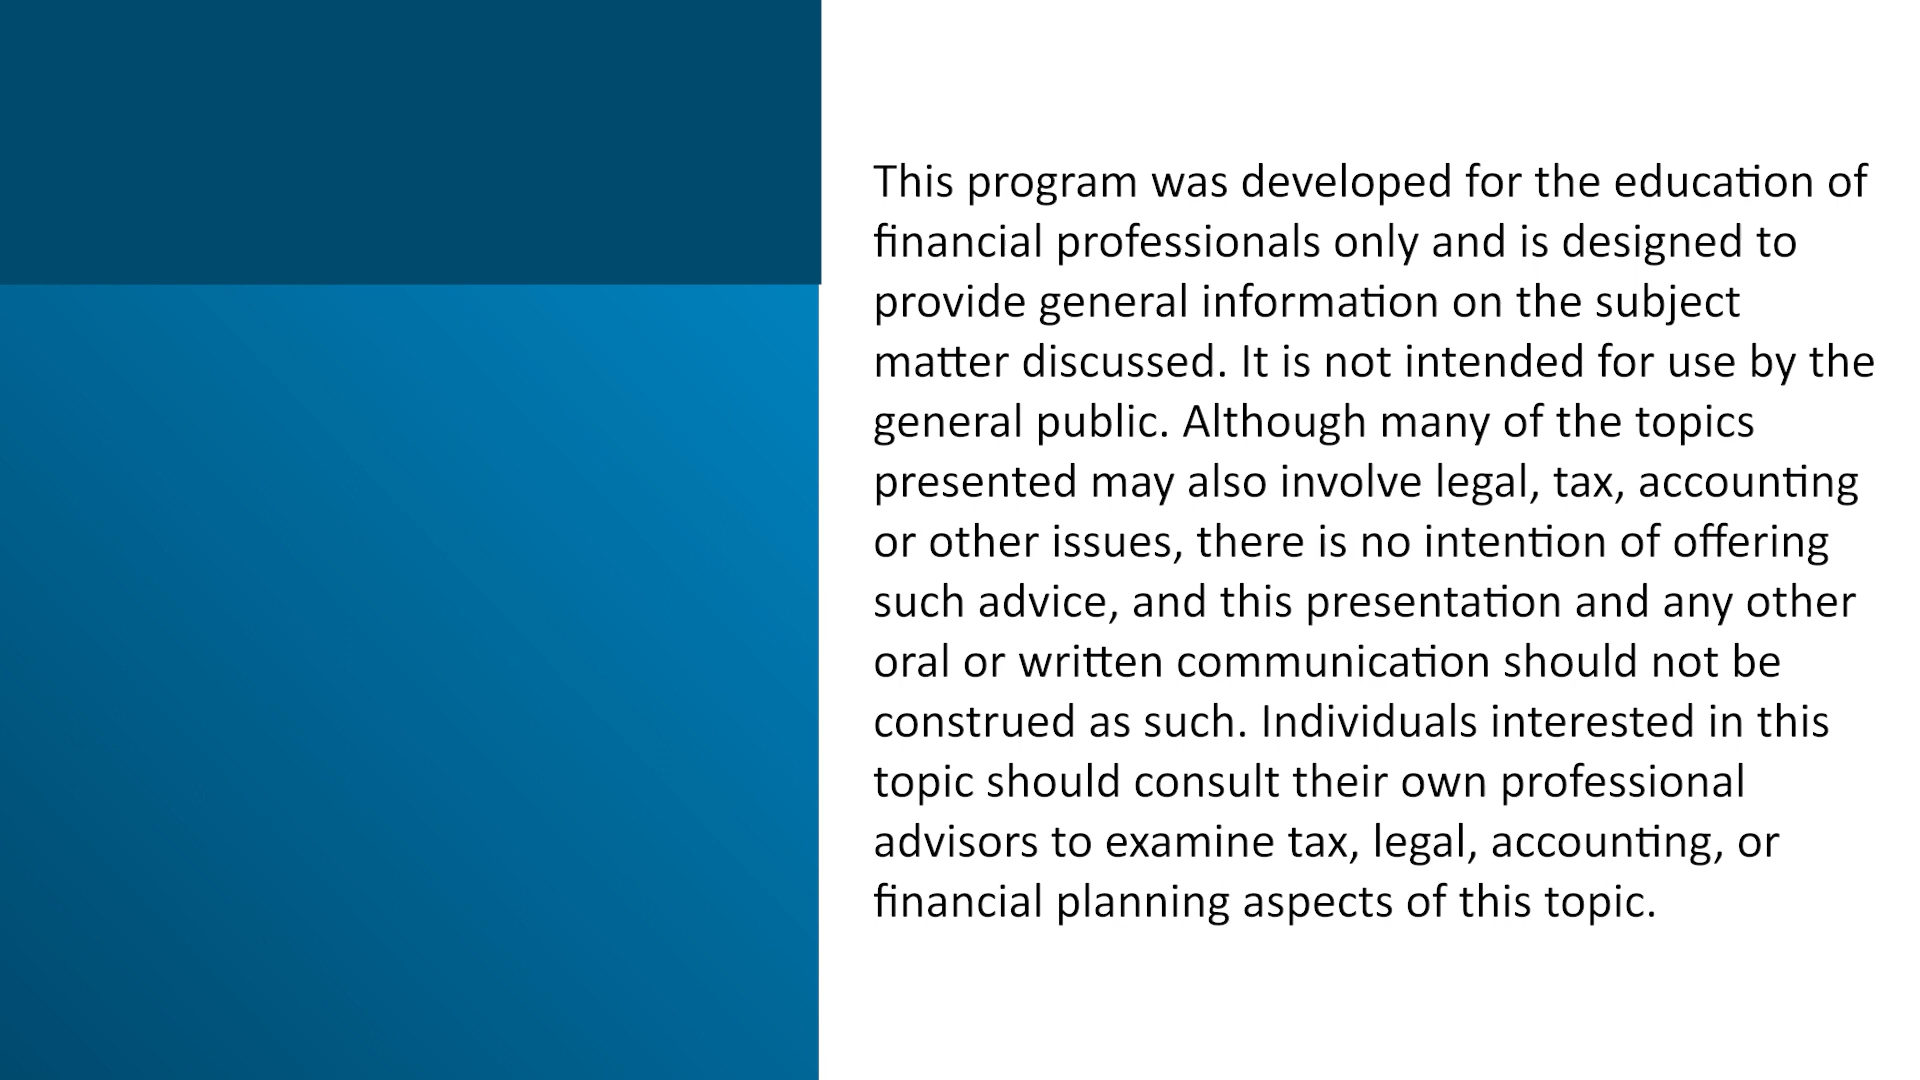 This program was developed for the education of
financial professionals only and is designed to
provide general information on the subject
matter discussed. It is not intended for use by the
general public. Although many of the topics
presented may also involve legal, tax, accounting
or other issues, there is no intention of offering
such advice, and this presentation and any other
oral or written communication should not be
construed as such. Individuals interested in this
topic should consult their own professional
advisors to examine tax, legal, accounting, or
financial planning aspects of this topic.